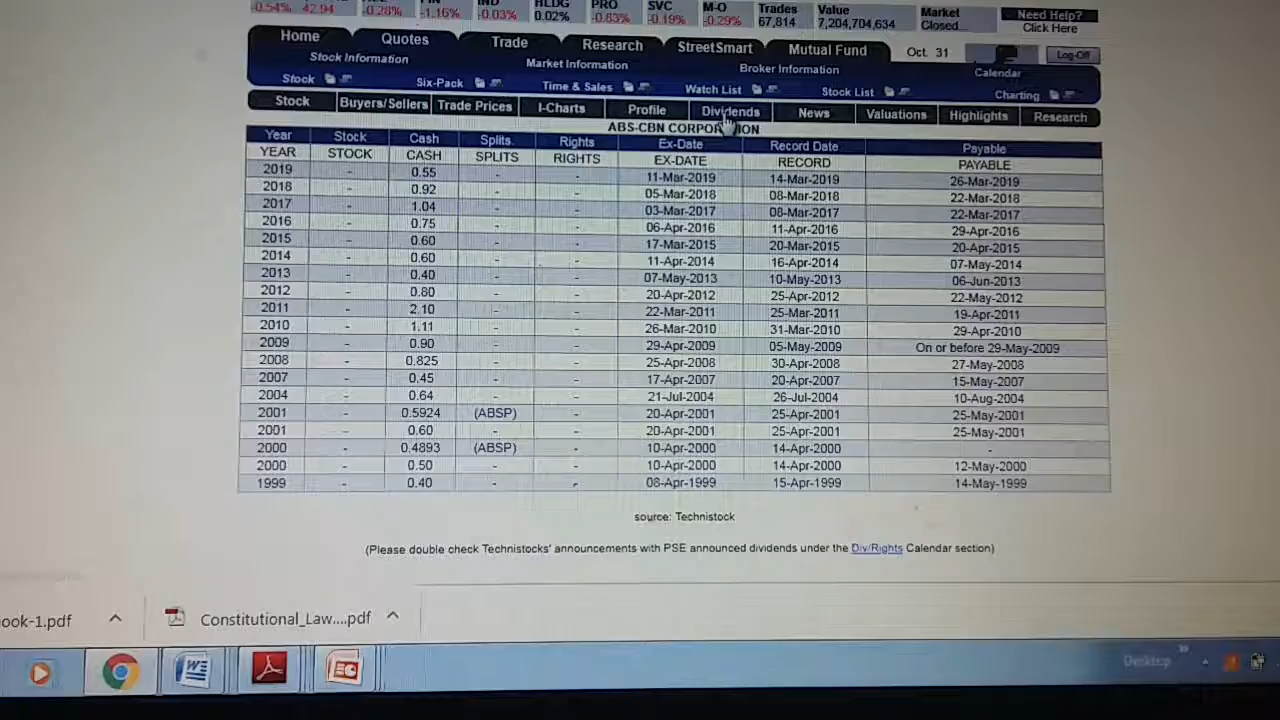 -0.54% 42.94 -0.28% -1.16% -0.03% HLDG 0.02% PRO -0.63% SVC -0.19% M-O -0.29% Trades 67,814 Value 7,204,704,634 Market Closed Need Help? Click Here
Home Quotes Trade Research StreetSmart Mutual Fund Oct. 31 Log-Off
Stock Information Market Information Broker Information Calendar
Stock Six-Pack Time & Sales Watch List Stock List Charting
Stock Buyers/Sellers Trade Prices I-Charts Profile Dividends News Valuations Highlights Research
ABS-CBN CORPORATION
Year Stock Cash Splits. Rights Ex-Date Record Date Payable
YEAR STOCK CASH SPLITS RIGHTS EX-DATE RECORD PAYABLE
2019 - 0.55 - - 11-Mar-2019 14-Mar-2019 26-Mar-2019
2018 - 0.92 - - 05-Mar-2018 08-Mar-2018 22-Mar-2018
2017 - 1.04 - - 03-Mar-2017 08-Mar-2017 22-Mar-2017
2016 - 0.75 - - 06-Apr-2016 11-Apr-2016 29-Apr-2016
2015 - 0.60 - - 17-Mar-2015 20-Mar-2015 20-Apr-2015
2014 - 0.60 - - 11-Apr-2014 16-Apr-2014 07-May-2014
2013 - 0.40 - - 07-May-2013 10-May-2013 06-Jun-2013
2012 - 0.80 - - 20-Apr-2012 25-Apr-2012 22-May-2012
2011 - 2.10 - - 22-Mar-2011 25-Mar-2011 19-Apr-2011
2010 - 1.11 - - 26-Mar-2010 31-Mar-2010 29-Apr-2010
2009 - 0.90 - - 29-Apr-2009 05-May-2009 On or before 29-May-2009
2008 - 0.825 - - 25-Apr-2008 30-Apr-2008 27-May-2008
2007 - 0.45 - - 17-Apr-2007 20-Apr-2007 15-May-2007
2004 - 0.64 - - 21-Jul-2004 26-Jul-2004 10-Aug-2004
2001 - 0.5924 (ABSP) - 20-Apr-2001 25-Apr-2001 25-May-2001
2001 - 0.60 - - 20-Apr-2001 25-Apr-2001 25-May-2001
2000 - 0.4893 (ABSP) - 10-Apr-2000 14-Apr-2000 -
2000 - 0.50 - - 10-Apr-2000 14-Apr-2000 12-May-2000
1999 - 0.40 - - 08-Apr-1999 15-Apr-1999 14-May-1999
source: Technistock
(Please double check Technistocks' announcements with PSE announced dividends under the Div/Rights Calendar section)
ook-1.pdf Constitutional_Law....pdf
Desktop